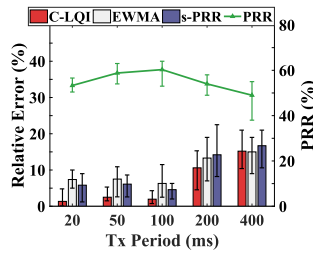 C-LQI EWMA s-PRR PRR
Relative Error (%)
40
30
20
10
0
80
60
40
20
0
PRR (%)
20 50 100 200 400
Tx Period (ms)